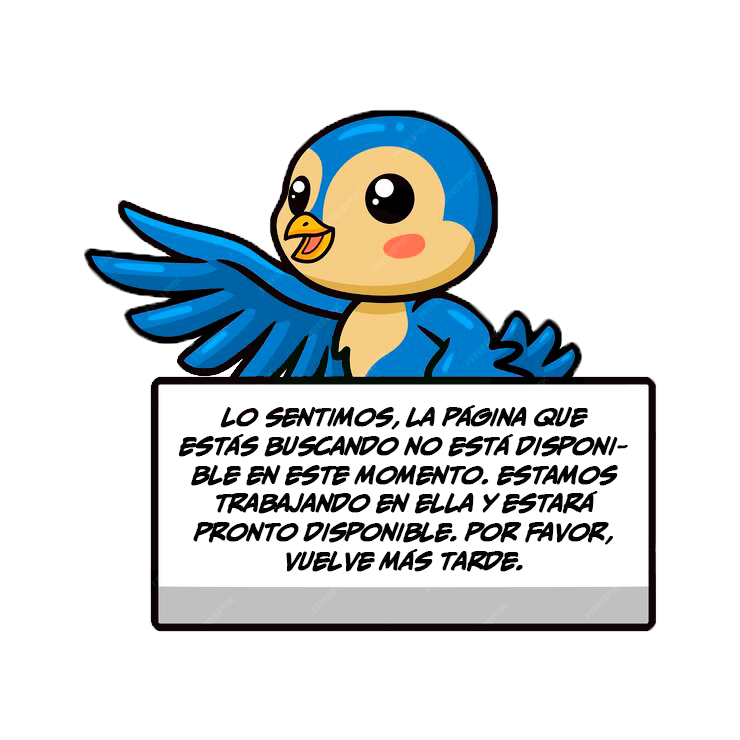 LO SENTIMOS, LA PÁGINA QUE
ESTÁS BUSCANDO NO ESTÁ DISPONI-
BLE EN ESTE MOMENTO. ESTAMOS
TRABAJANDO EN ELLA Y ESTARÁ
PRONTO DISPONIBLE. POR FAVOR,
VUELVE MÁS TARDE.